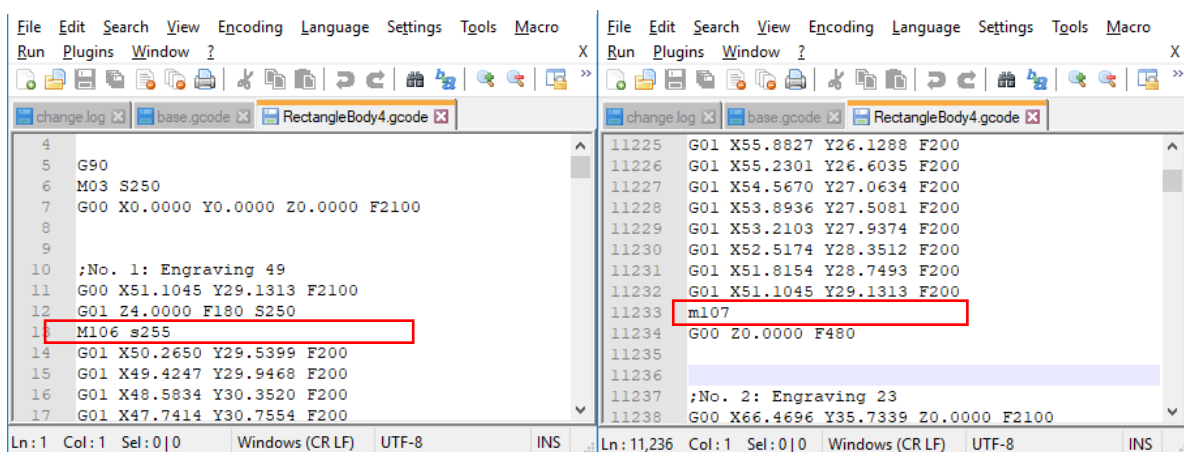 File Edit Search View Encoding Language Settings Tools Macro
Run Plugins Window ? X
change.log base.gcode RectangleBody4.gcode
4
5 G90
6 M03 S250
7 G00 X0.0000 Y0.0000 Z0.0000 F2100
8
9
10 ;No. 1: Engraving 49
11 G00 X51.1045 Y29.1313 F2100
12 G01 Z4.0000 F180 S250
13 M106 s255
14 G01 X50.2650 Y29.5399 F200
15 G01 X49.4247 Y29.9468 F200
16 G01 X48.5834 Y30.3520 F200
17 G01 X47.7414 Y30.7554 F200
Ln : 1 Col : 1 Sel : 0 | 0 Windows (CR LF) UTF-8 INS
File Edit Search View Encoding Language Settings Tools Macro
Run Plugins Window ? X
change.log base.gcode RectangleBody4.gcode
11225 G01 X55.8827 Y26.1288 F200
11226 G01 X55.2301 Y26.6035 F200
11227 G01 X54.5670 Y27.0634 F200
11228 G01 X53.8936 Y27.5081 F200
11229 G01 X53.2103 Y27.9374 F200
11230 G01 X52.5174 Y28.3512 F200
11231 G01 X51.8154 Y28.7493 F200
11232 G01 X51.1045 Y29.1313 F200
11233 m107
11234 G00 Z0.0000 F480
11235
11236
11237 ;No. 2: Engraving 23
11238 G00 X66.4696 Y35.7339 Z0.0000 F2100
Ln : 11,236 Col : 1 Sel : 0 | 0 Windows (CR LF) UTF-8 INS